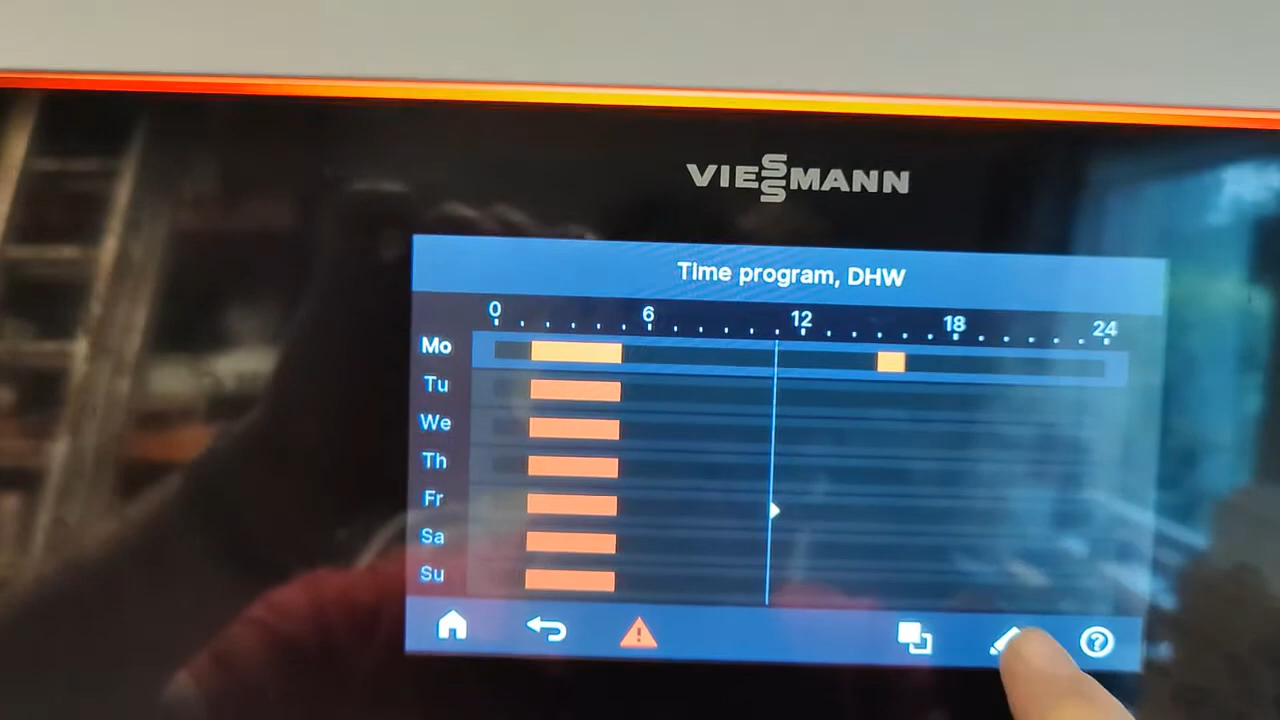 VIESSMANN
Time program, DHW
0 6 12 18 24
Mo
Tu
We
Th
Fr
Sa
Su